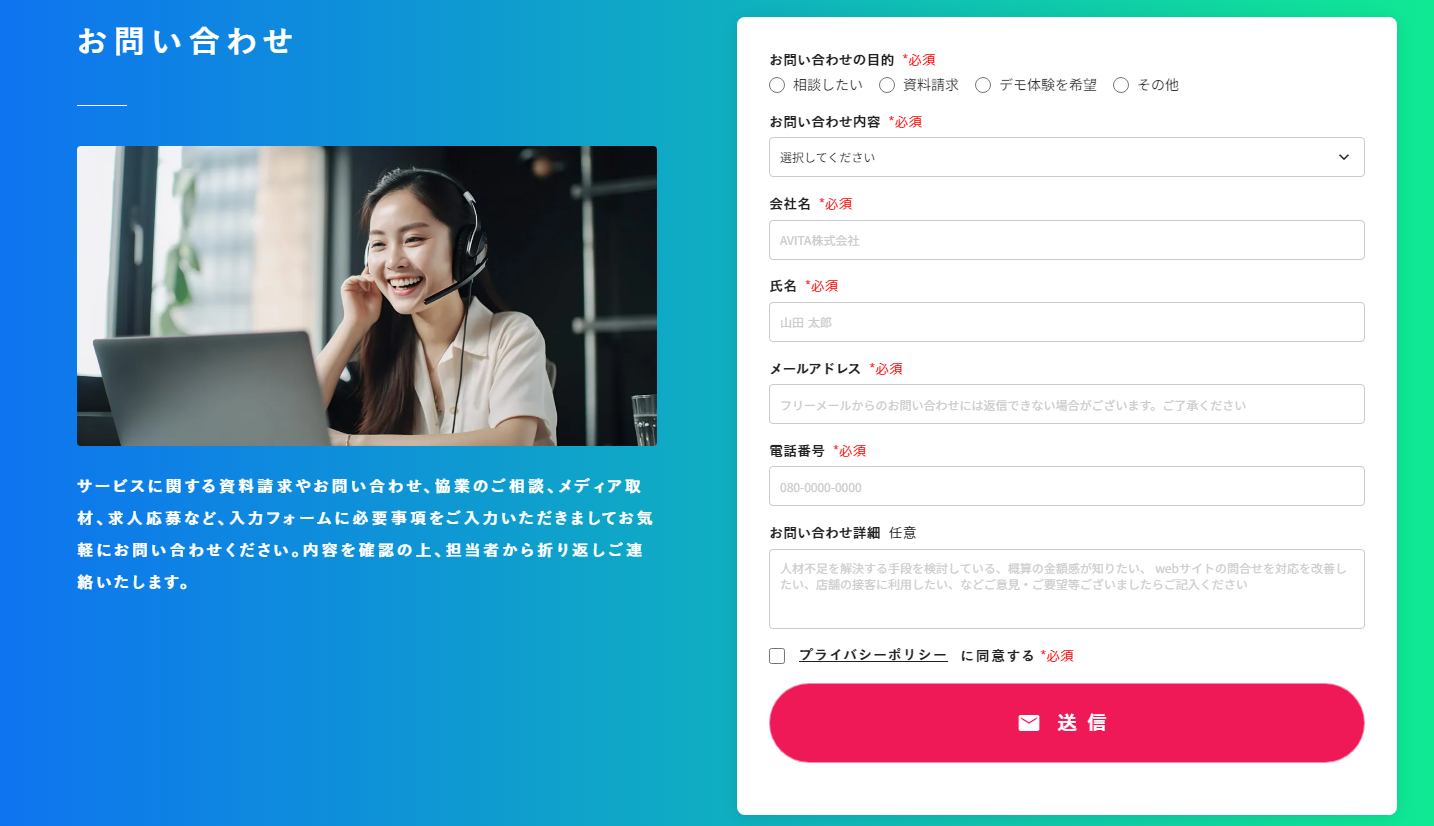 お問い合わせ
サービスに関する資料請求やお問い合わせ、協業のご相談、メディア取
材、求人応募など、入力フォームに必要事項をご入力いただきましてお気
軽にお問い合わせください。内容を確認の上、担当者から折り返しご連
絡いたします。
お問い合わせの目的 *必須
相談したい 資料請求 デモ体験を希望 その他
お問い合わせ内容 *必須
選択してください
会社名 *必須
AVITA株式会社
氏名 *必須
山田 太郎
メールアドレス *必須
フリーメールからのお問い合わせには返信できない場合がございます。ご了承ください
電話番号 *必須
080-0000-0000
お問い合わせ詳細 任意
人材不足を解決する手段を検討している、概算の金額感が知りたい、 webサイトの問合せを対応を改善し
たい、店舗の接客に利用したい、などご意見・ご要望等ございましたらご記入ください
プライバシーポリシー に同意する *必須
送信